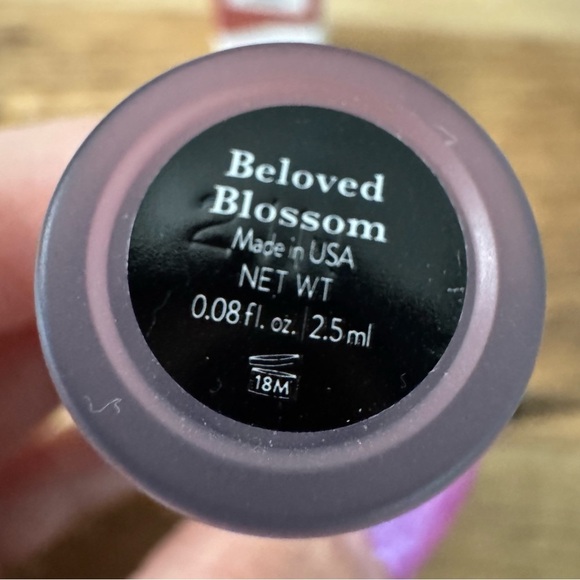 Beloved
Blossom
Made in USA
NET WT
0.08 fl. oz. | 2.5 ml
18M